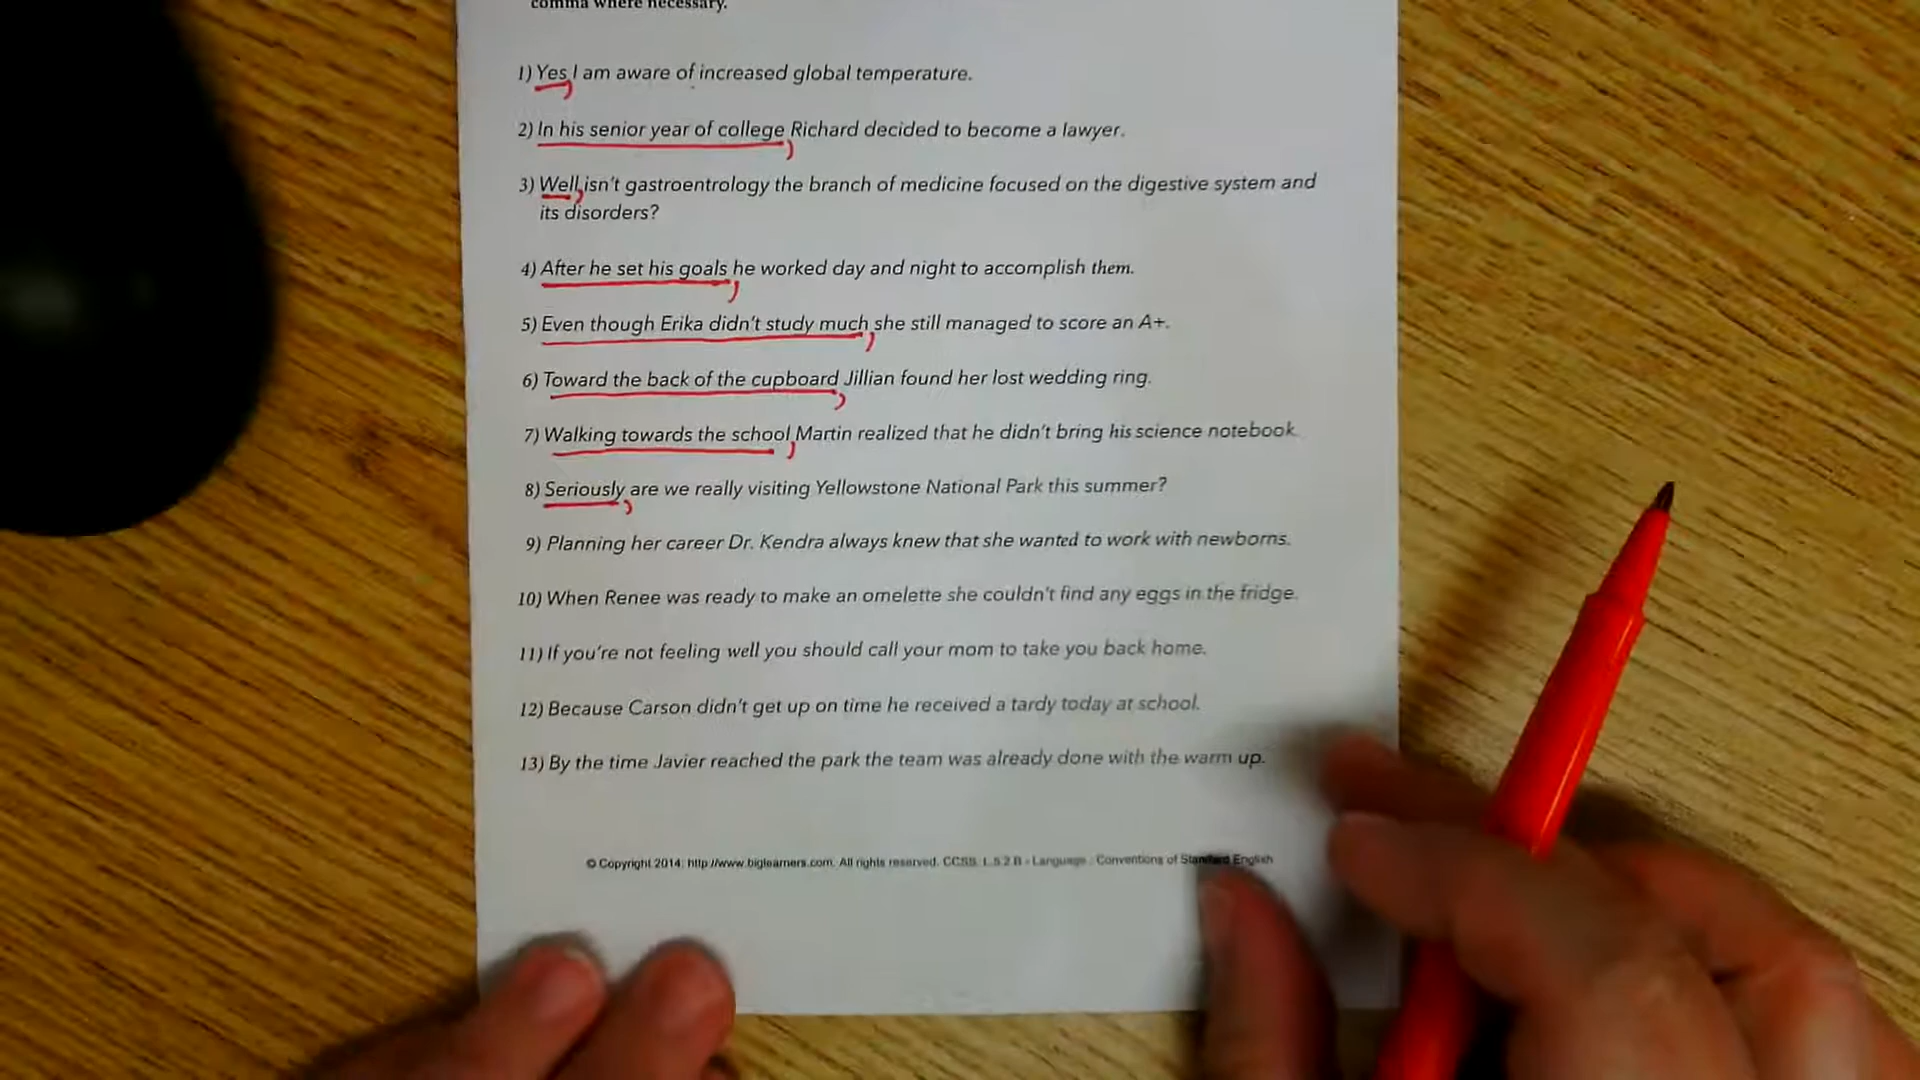 comma where necessary.
1) Yes, I am aware of increased global temperature.
2) In his senior year of college, Richard decided to become a lawyer.
3) Well, isn't gastroentrology the branch of medicine focused on the digestive system and
its disorders?
4) After he set his goals, he worked day and night to accomplish them.
5) Even though Erika didn't study much, she still managed to score an A+.
6) Toward the back of the cupboard, Jillian found her lost wedding ring.
7) Walking towards the school, Martin realized that he didn't bring his science notebook.
8) Seriously, are we really visiting Yellowstone National Park this summer?
9) Planning her career Dr. Kendra always knew that she wanted to work with newborns.
10) When Renee was ready to make an omelette she couldn't find any eggs in the fridge.
11) If you're not feeling well you should call your mom to take you back home.
12) Because Carson didn't get up on time he received a tardy today at school.
13) By the time Javier reached the park the team was already done with the warm up.
© Copyright 2014. http://www.biglearners.com. All rights reserved. CCSS. L.5.2.B - Language : Conventions of Standard English